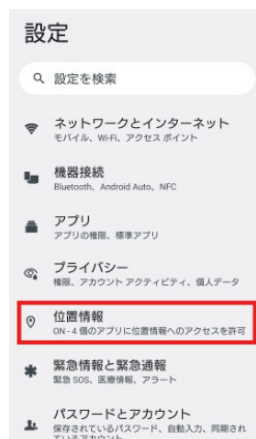 設定
設定を検索
ネットワークとインターネット
モバイル、Wi-Fi、アクセス ポイント
機器接続
Bluetooth、Android Auto、NFC
アプリ
アプリの権限、標準アプリ
プライバシー
権限、アカウント アクティビティ、個人データ
位置情報
ON - 4 個のアプリに位置情報へのアクセスを許可
緊急情報と緊急通報
緊急 SOS、医療情報、アラート
パスワードとアカウント
保存されているパスワード、自動入力、同期され
ているアカウント